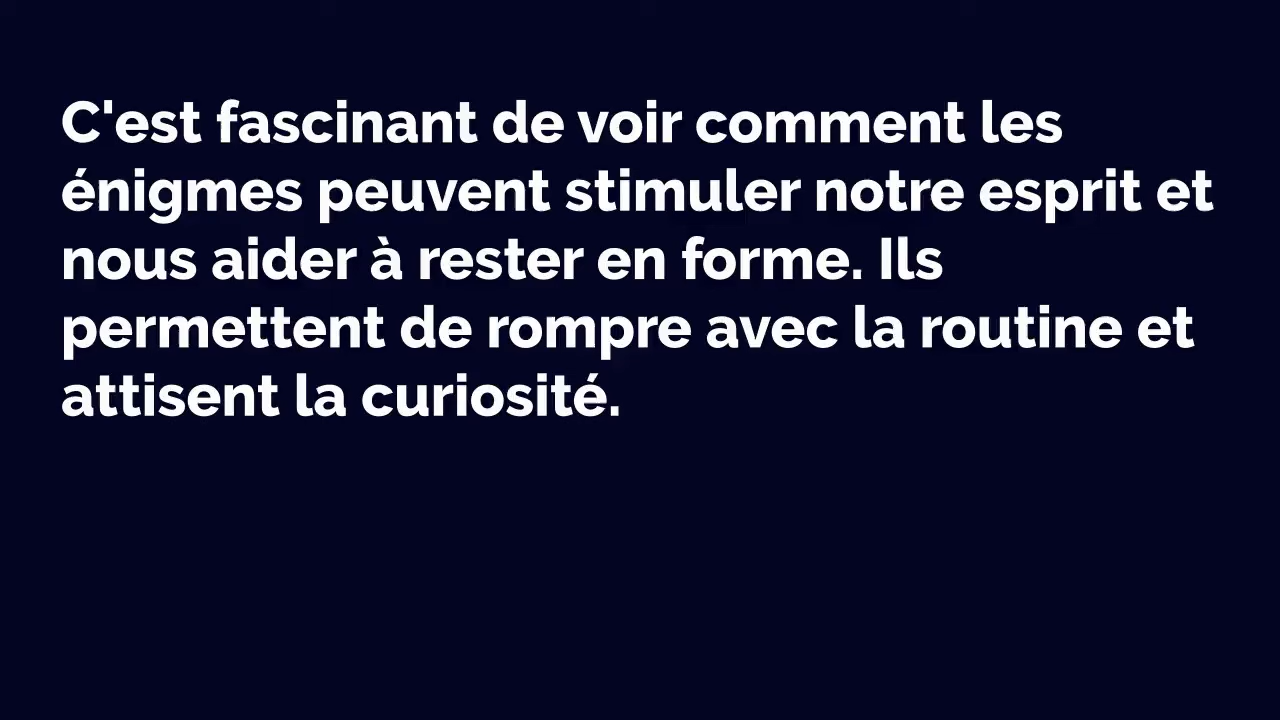 C'est fascinant de voir comment les
énigmes peuvent stimuler notre esprit et
nous aider à rester en forme. Ils
permettent de rompre avec la routine et
attisent la curiosité.